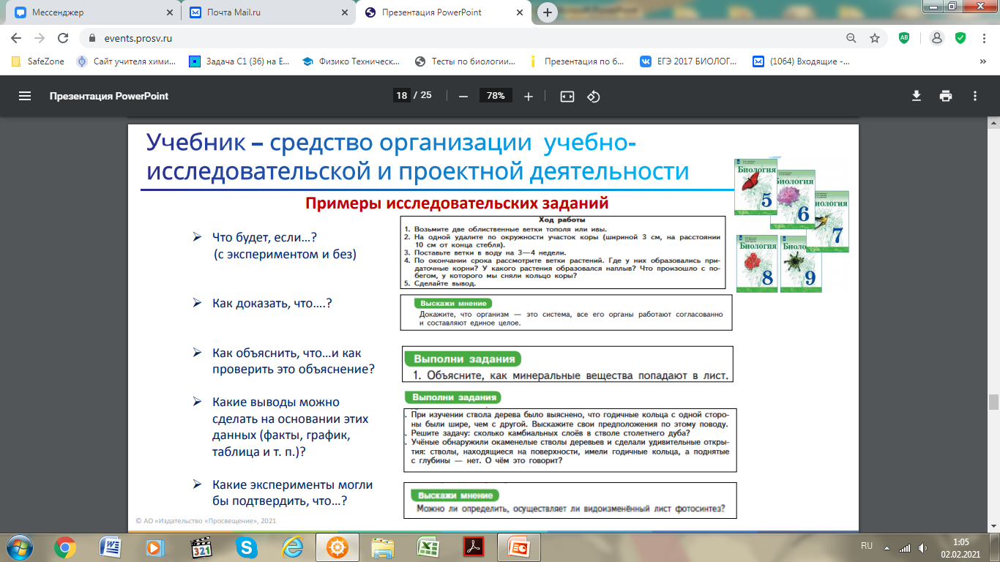 Мессенджер
Почта Mail.ru
Презентация PowerPoint
events.prosv.ru
SafeZone
Сайт учителя хими...
Задача С1 (36) на Е...
Физико Техническ...
Тесты по биологии...
Презентация по б...
ЕГЭ 2017 БИОЛОГ...
(1064) Входящие -...
»
Презентация PowerPoint
18 / 25
78%
Учебник – средство организации учебно-
исследовательской и проектной деятельности
Примеры исследовательских заданий
Что будет, если...?
(с экспериментом и без)
Ход работы
1. Возьмите две облиственные ветки тополя или ивы.
2. На одной удалите по окружности участок коры (шириной 3 см, на расстоянии
10 см от конца стебля).
3. Поставьте ветки в воду на 3—4 недели.
4. По окончании срока рассмотрите ветки растений. Где у них образовались при-
даточные корни? У какого растения образовался наплыв? Что произошло с по-
бегом, у которого мы сняли кольцо коры?
5. Сделайте вывод.
Биология
5
Биология
6
Биология
7
Биология
8
Биоло
9
Как доказать, что....?
Выскажи мнение
Докажите, что организм — это система, все его органы работают согласованно
и составляют единое целое.
Как объяснить, что...и как
проверить это объяснение?
Выполни задания
1. Объясните, как минеральные вещества попадают в лист.
Какие выводы можно
сделать на основании этих
данных (факты, график,
таблица и т. п.)?
Выполни задания
. При изучении ствола дерева было выяснено, что годичные кольца с одной сторо-
ны были шире, чем с другой. Выскажите свои предположения по этому поводу.
. Решите задачу: сколько камбиальных слоёв в стволе столетнего дуба?
. Учёные обнаружили окаменелые стволы деревьев и сделали удивительные откры-
тия: стволы, находящиеся на поверхности, имели годичные кольца, а поднятые
с глубины — нет. О чём это говорит?
Какие эксперименты могли
бы подтвердить, что...?
Выскажи мнение
Можно ли определить, осуществляет ли видоизменённый лист фотосинтез?
© АО «Издательство «Просвещение», 2021
RU
1:05
02.02.2021